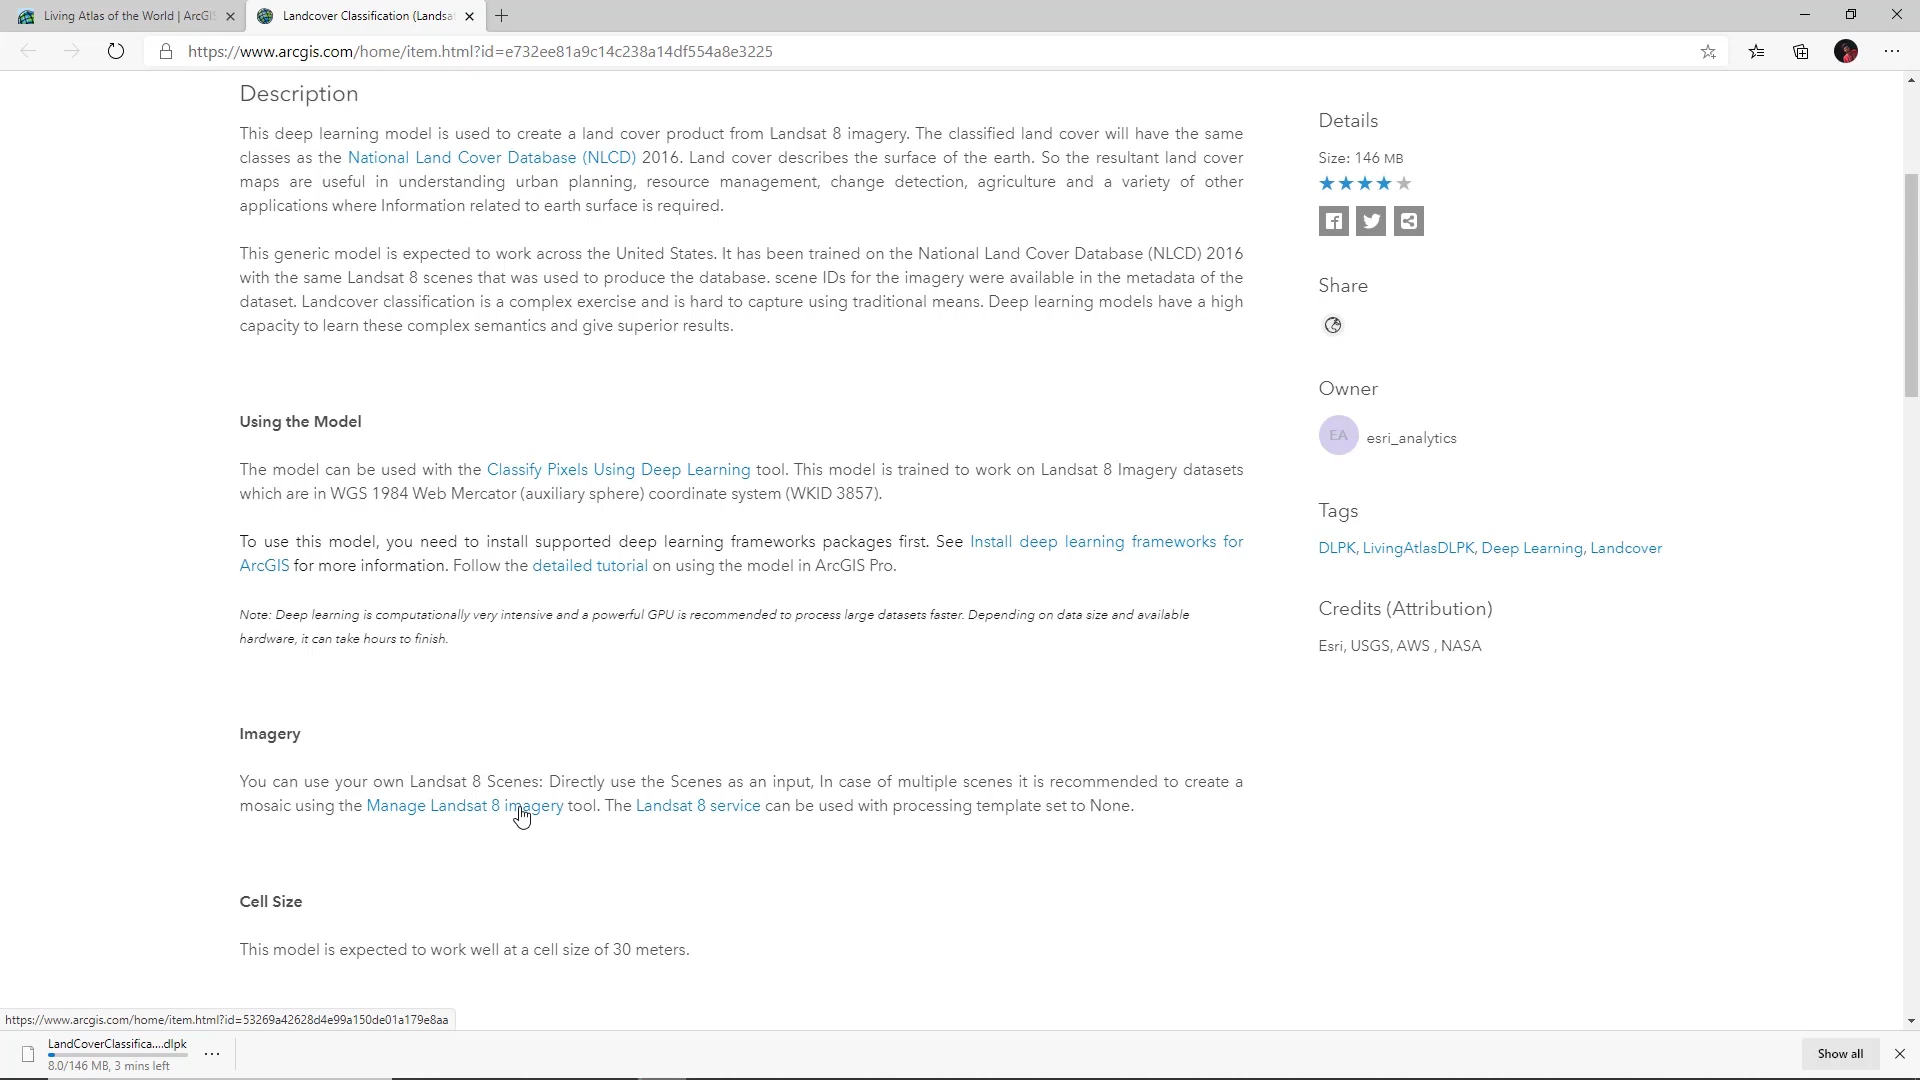 Living Atlas of the World | ArcGIS
Landcover Classification (Landsa
https://www.arcgis.com/home/item.html?id=e732ee81a9c14c238a14df554a8e3225
Description
This deep learning model is used to create a land cover product from Landsat 8 imagery. The classified land cover will have the same
classes as the National Land Cover Database (NLCD) 2016. Land cover describes the surface of the earth. So the resultant land cover
maps are useful in understanding urban planning, resource management, change detection, agriculture and a variety of other
applications where Information related to earth surface is required.
This generic model is expected to work across the United States. It has been trained on the National Land Cover Database (NLCD) 2016
with the same Landsat 8 scenes that was used to produce the database. scene IDs for the imagery were available in the metadata of the
dataset. Landcover classification is a complex exercise and is hard to capture using traditional means. Deep learning models have a high
capacity to learn these complex semantics and give superior results.
Using the Model
The model can be used with the Classify Pixels Using Deep Learning tool. This model is trained to work on Landsat 8 Imagery datasets
which are in WGS 1984 Web Mercator (auxiliary sphere) coordinate system (WKID 3857).
To use this model, you need to install supported deep learning frameworks packages first. See Install deep learning frameworks for
ArcGIS for more information. Follow the detailed tutorial on using the model in ArcGIS Pro.
Note: Deep learning is computationally very intensive and a powerful GPU is recommended to process large datasets faster. Depending on data size and available
hardware, it can take hours to finish.
Imagery
You can use your own Landsat 8 Scenes: Directly use the Scenes as an input, In case of multiple scenes it is recommended to create a
mosaic using the Manage Landsat 8 imagery tool. The Landsat 8 service can be used with processing template set to None.
Cell Size
This model is expected to work well at a cell size of 30 meters.
Details
Size: 146 MB
Share
Owner
EA
esri_analytics
Tags
DLPK, LivingAtlasDLPK, Deep Learning, Landcover
Credits (Attribution)
Esri, USGS, AWS , NASA
https://www.arcgis.com/home/item.html?id=53269a42628d4e99a150de01a179e8aa
LandCoverClassifica....dlpk
8.0/146 MB, 3 mins left
Show all